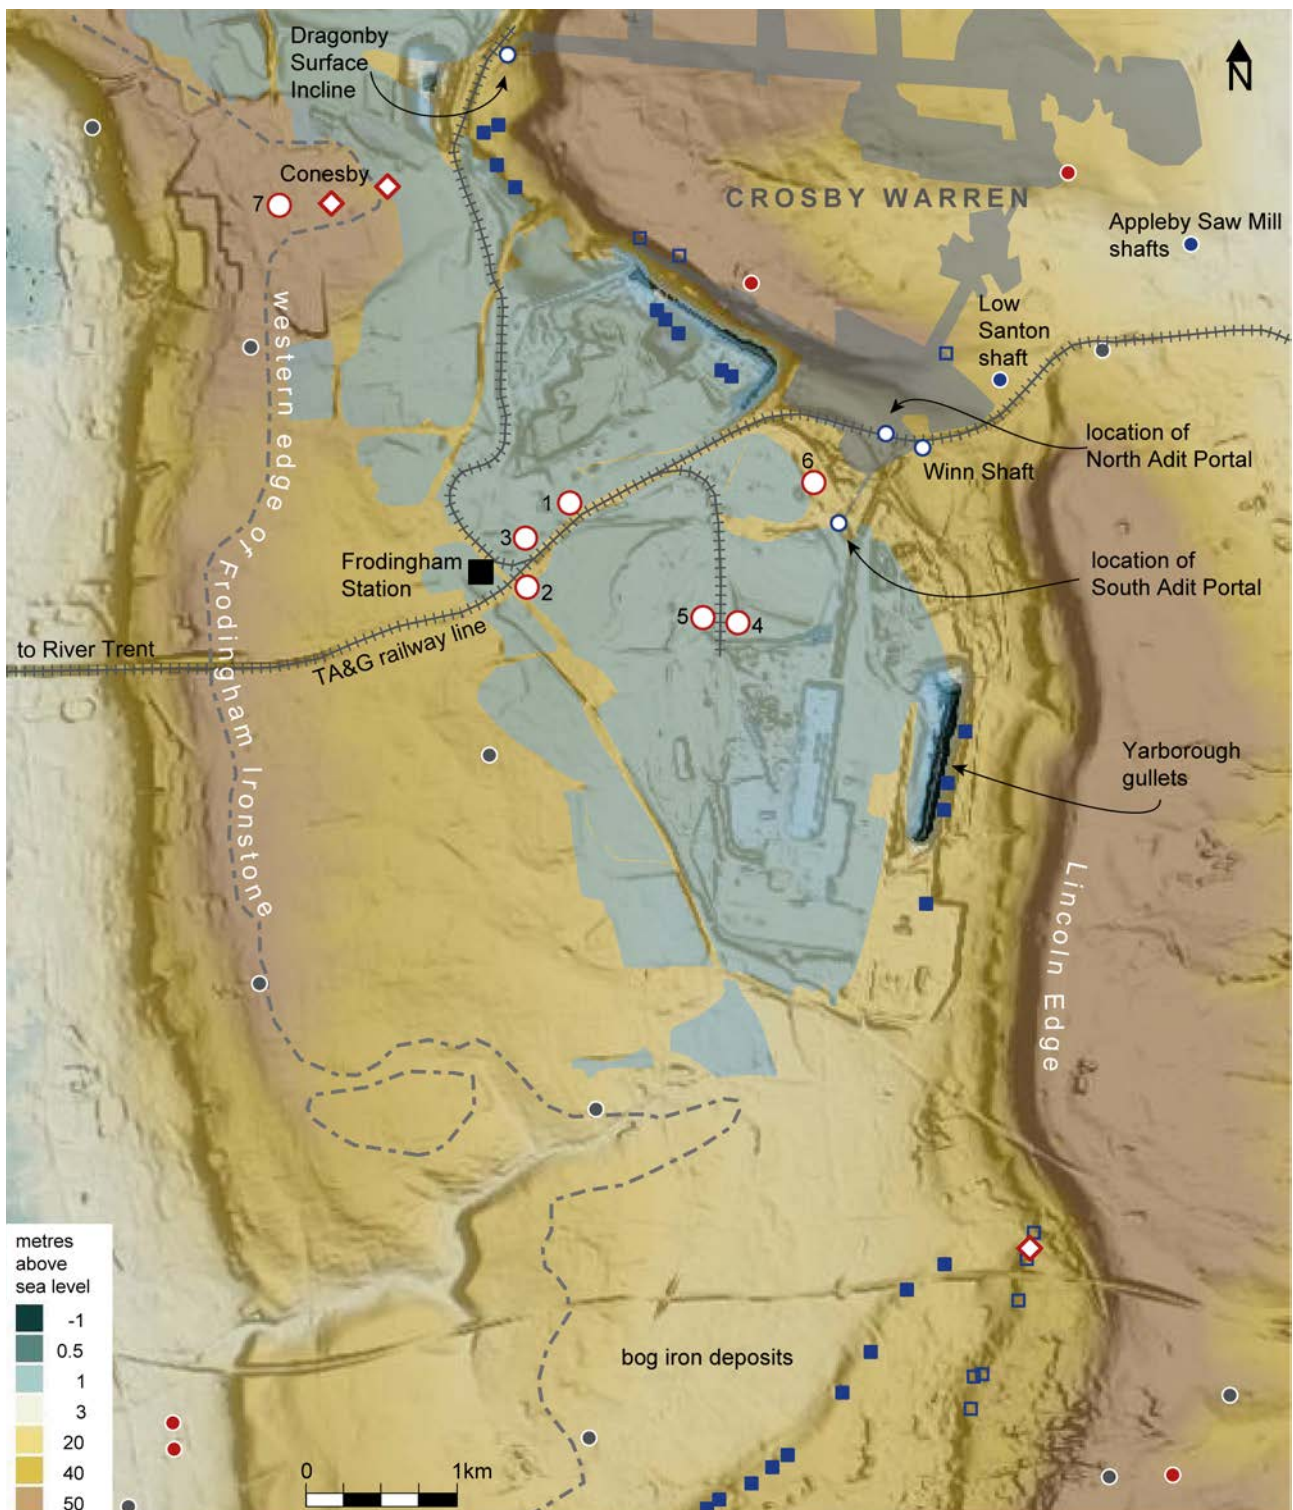 Dragonby
Surface
Incline
N
Conesby
7
CROSBY WARREN
Appleby Saw Mill
shafts
Low
Santon
shaft
location of
North Adit Portal
Winn Shaft
6
1
3
Frodingham
Station
2
location of
South Adit Portal
5
4
to River Trent
TA&G railway line
western edge of Frodingham Ironstone
Yarborough
gullets
Lincoln Edge
bog iron deposits
metres
above
sea level
-1
0.5
1
3
20
40
50
0 1km